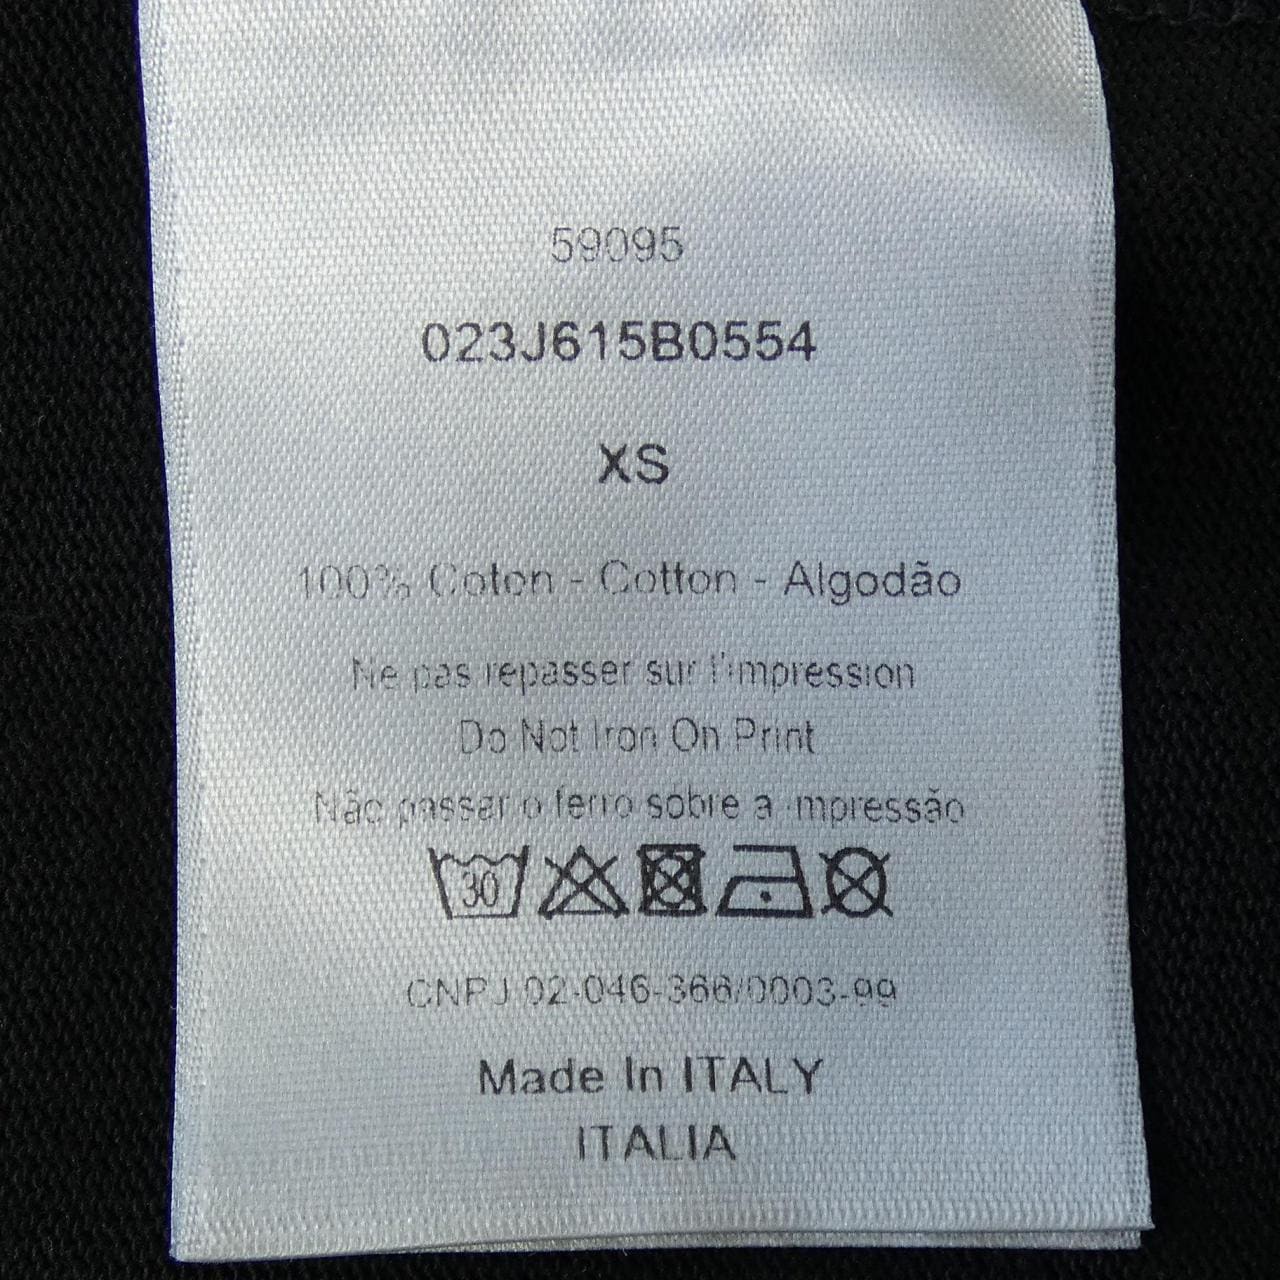 59095
023J615B0554
XS
100% Coton - Cotton - Algodão
Ne pas repasser sur l'impression
Do Not Iron On Print
Não passar o ferro sobre a impressão
30
CNPJ 02-046-366/0003-99
Made In ITALY
ITALIA